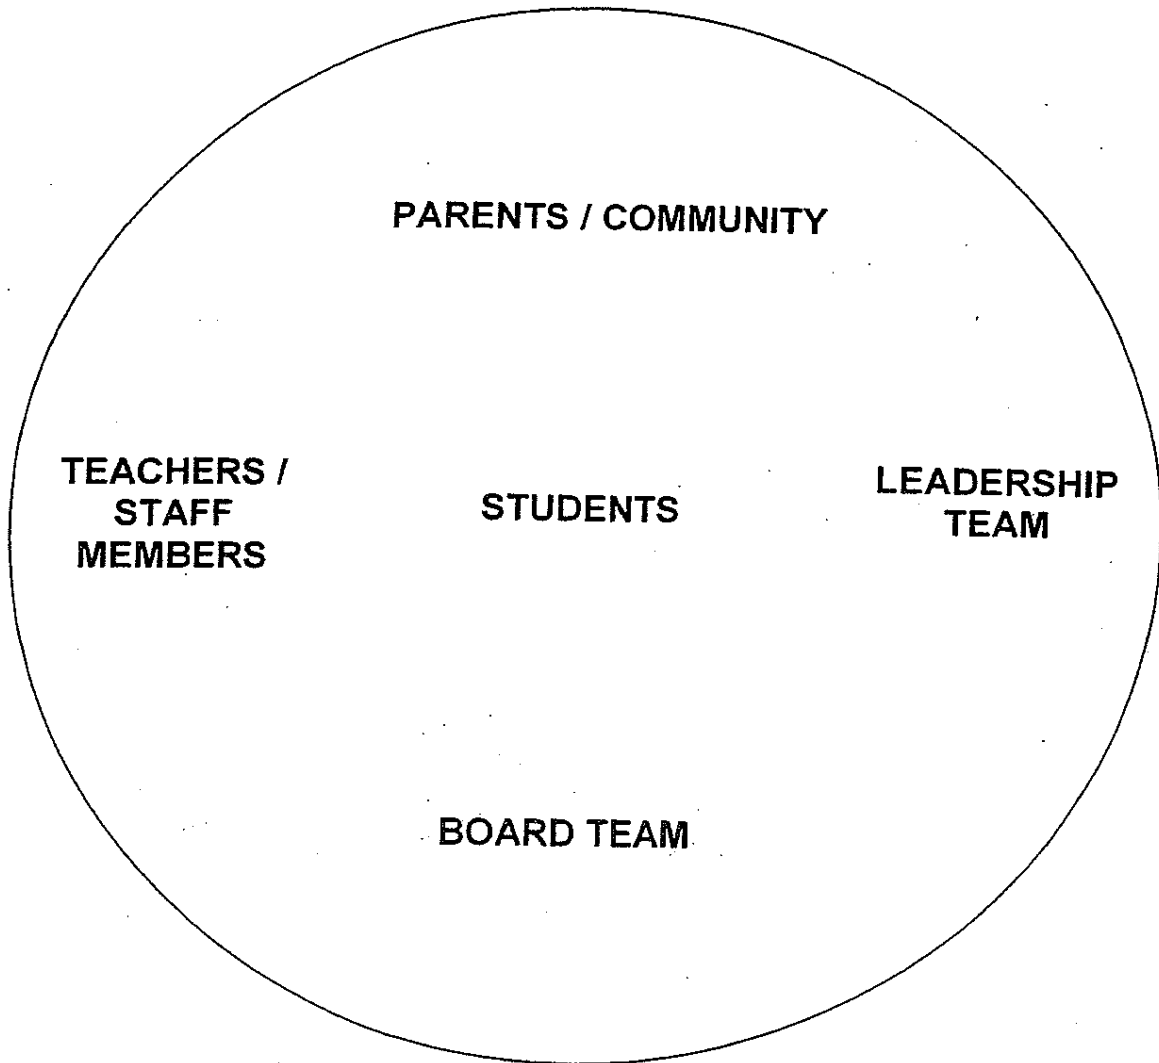 PARENTS / COMMUNITY
TEACHERS /
STAFF
MEMBERS
STUDENTS
LEADERSHIP
TEAM
BOARD TEAM